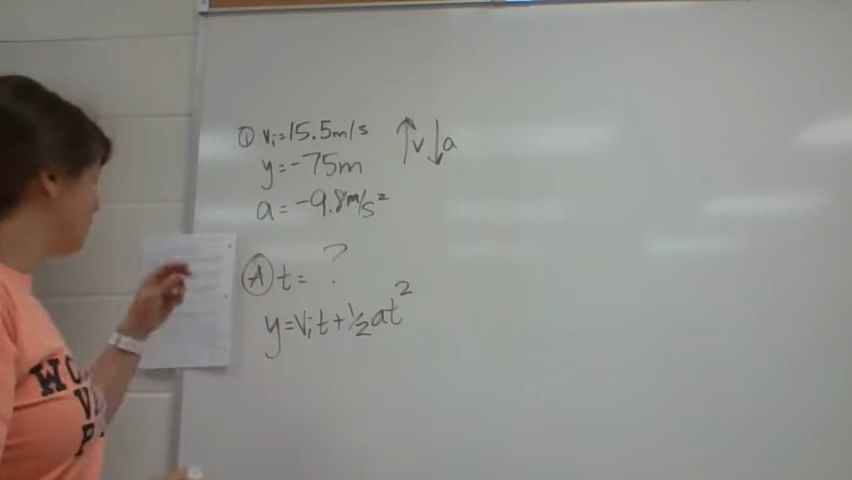 ① Vᵢ=15.5m/s ↑V ↓a
y=-75m
a=-9.8m/s²
Ⓐ t= ?
y=Vᵢt+½at²